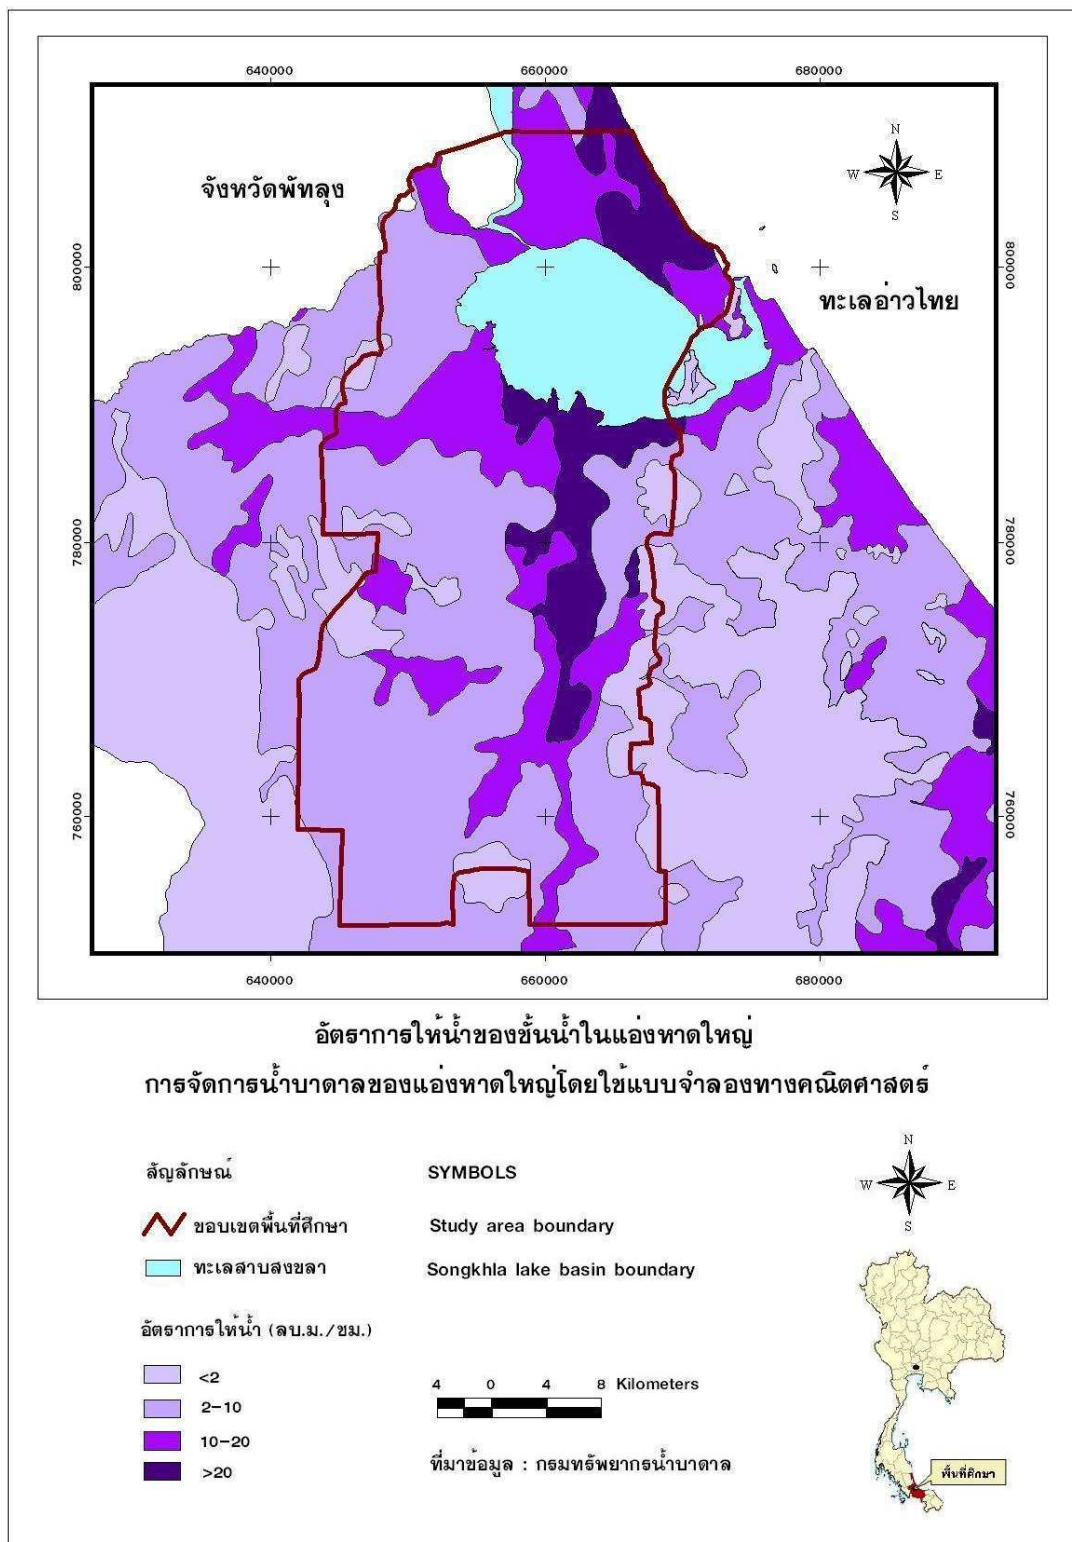 640000 660000 680000
N
W E
S
จังหวัดพัทลุง
800000 800000
ทะเลอ่าวไทย
780000 780000
760000 760000
640000 660000 680000
อัตราการให้น้ำของชั้นน้ำในแอ่งหาดใหญ่
การจัดการน้ำบาดาลของแอ่งหาดใหญ่โดยใช้แบบจำลองทางคณิตศาสตร์
สัญลักษณ์ SYMBOLS
N
W E
S
ขอบเขตพื้นที่ศึกษา Study area boundary
ทะเลสาบสงขลา Songkhla lake basin boundary
อัตราการให้น้ำ (ลบ.ม./ชม.)
<2
2-10
10-20
>20
4 0 4 8 Kilometers
ที่มาข้อมูล : กรมทรัพยากรน้ำบาดาล
พื้นที่ศึกษา